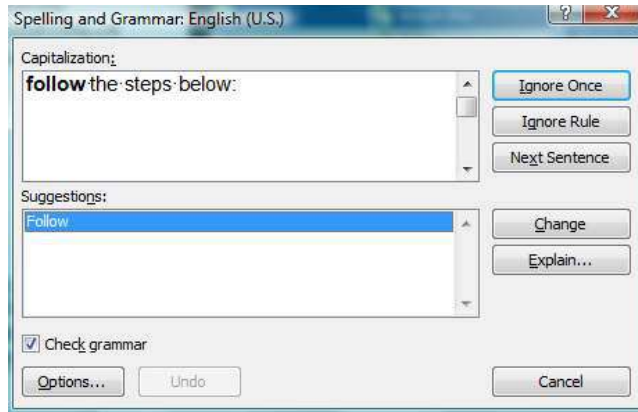 Spelling and Grammar: English (U.S.)
Capitalization:
follow the steps below:
Ignore Once
Ignore Rule
Next Sentence
Suggestions:
Follow
Change
Explain...
Check grammar
Options...
Undo
Cancel